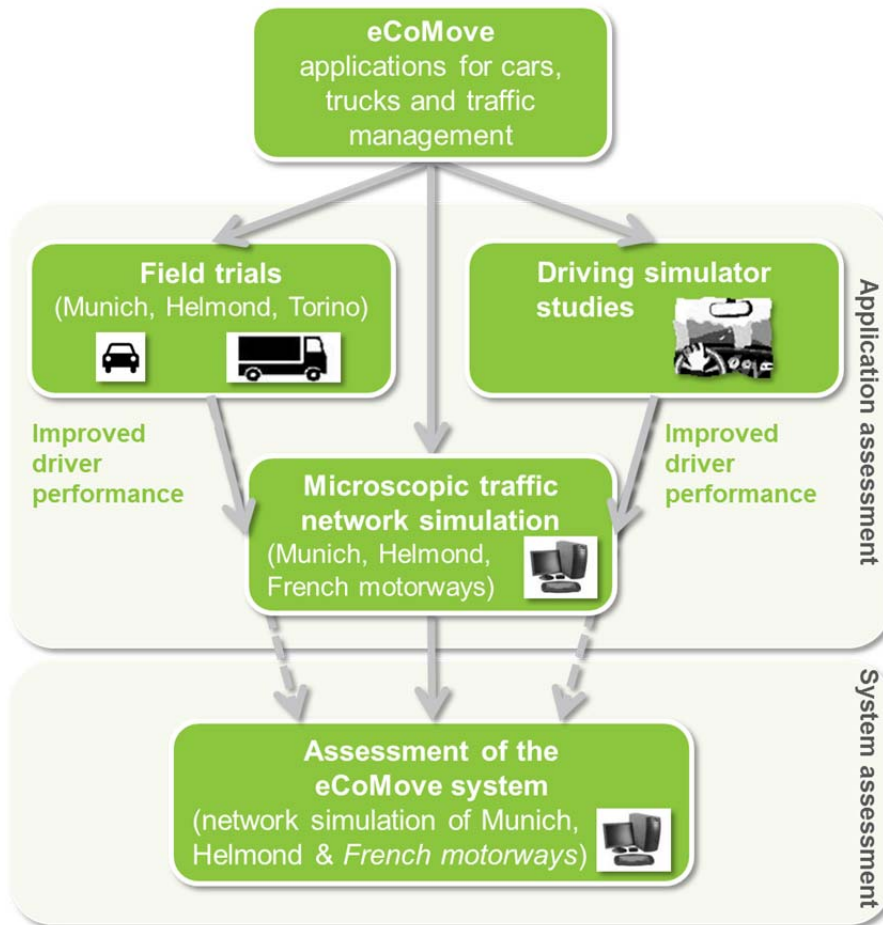 eCoMove
applications for cars,
trucks and traffic
management
Field trials
(Munich, Helmond, Torino)
Driving simulator
studies
Application assessment
Improved
driver
performance
Improved
driver
performance
Microscopic traffic
network simulation
(Munich, Helmond,
French motorways)
System assessment
Assessment of the
eCoMove system
(network simulation of Munich,
Helmond & French motorways)